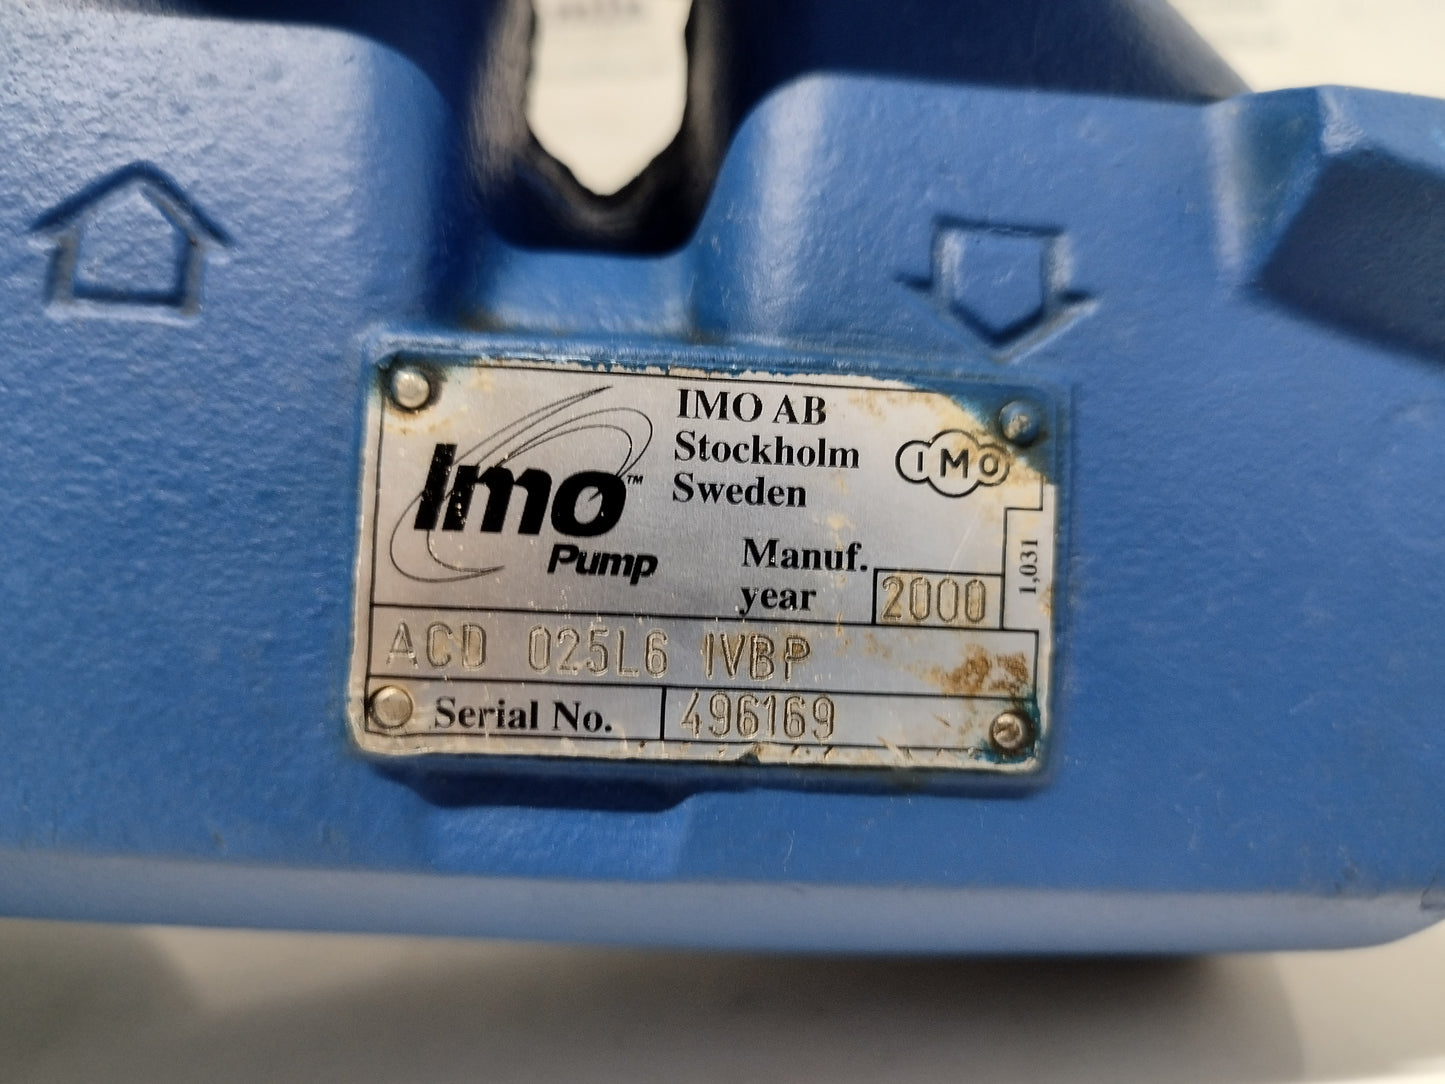 Imo™
Pump
IMO AB
Stockholm
Sweden
IMO
Manuf.
year 2000
1,031
ACD 025L6 IVBP
Serial No. 496169